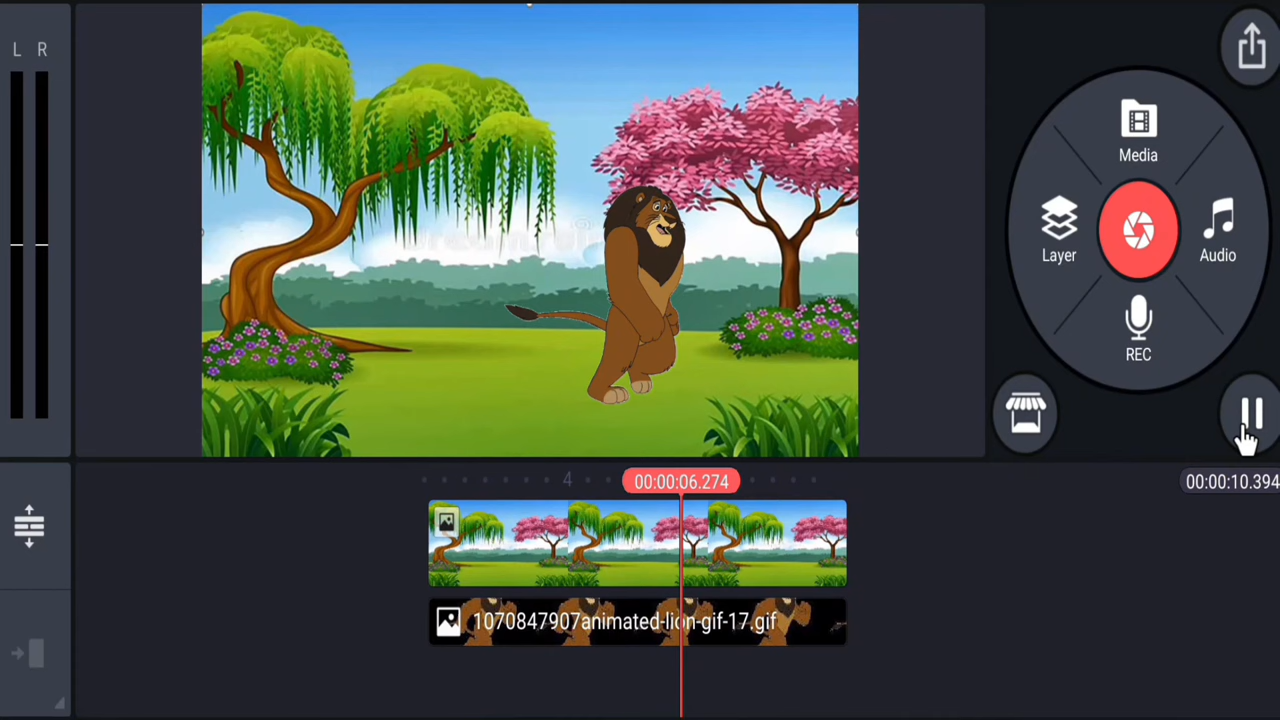 L R
Media
Layer
Audio
REC
4
00:00:06.274
00:00:10.394
1070847907animated-lion-gif-17.gif